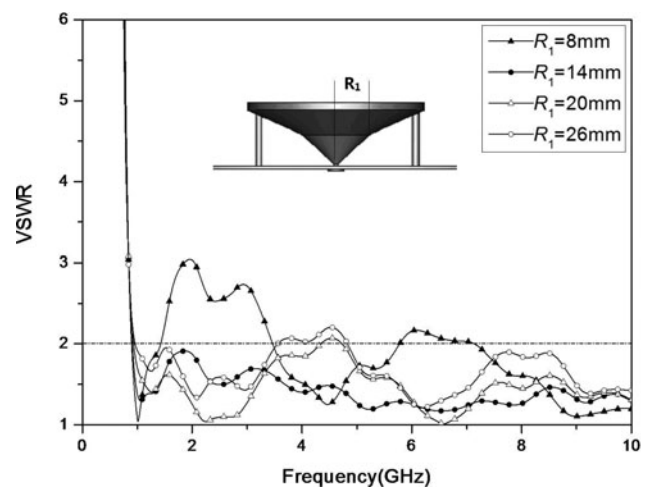 6
5
4
3
2
1
VSWR
R₁
R₁=8mm
R₁=14mm
R₁=20mm
R₁=26mm
0 2 4 6 8 10
Frequency(GHz)